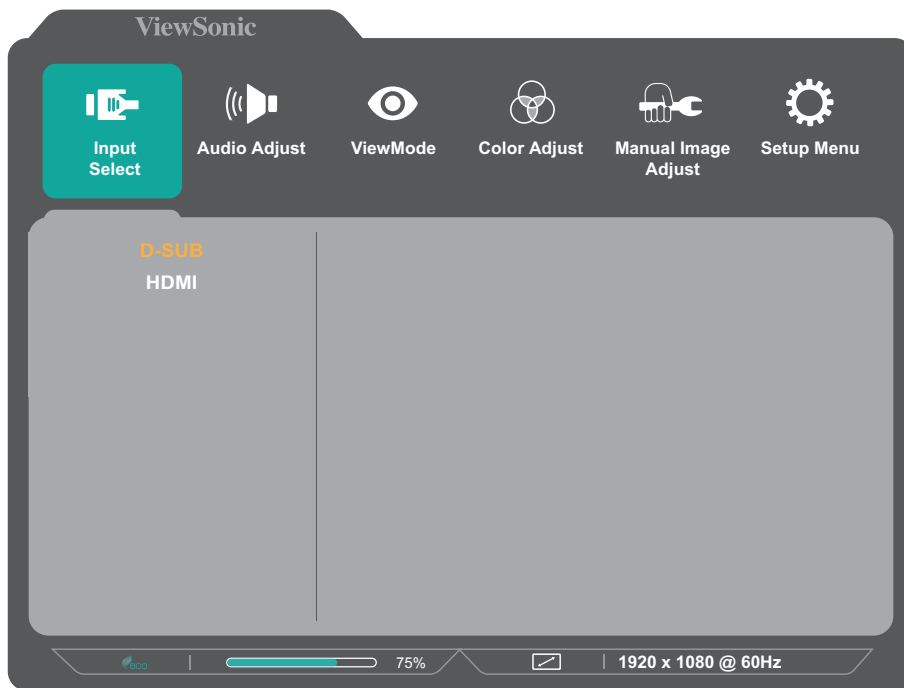 ViewSonic
Input
Select
Audio Adjust
ViewMode
Color Adjust
Manual Image
Adjust
Setup Menu
D-SUB
HDMI
eco
75%
1920 x 1080 @ 60Hz